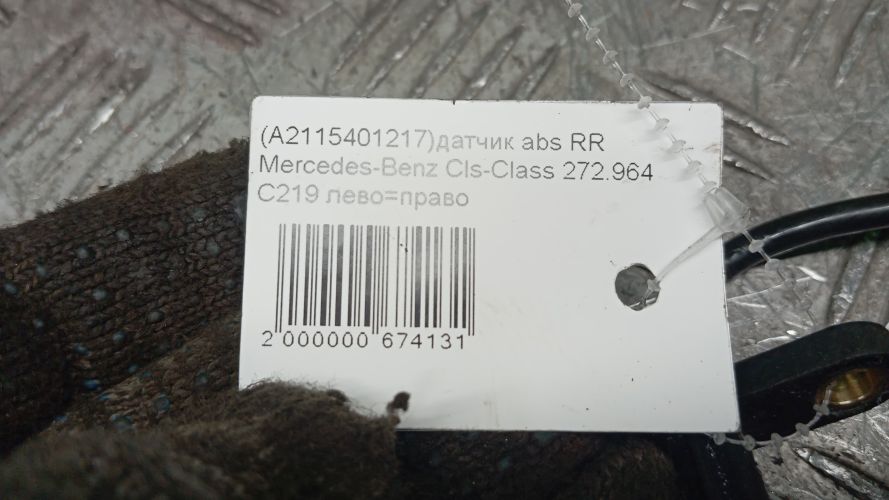 (A2115401217)датчик abs RR
Mercedes-Benz Cls-Class 272.964
C219 лево=право
2 000000 674131